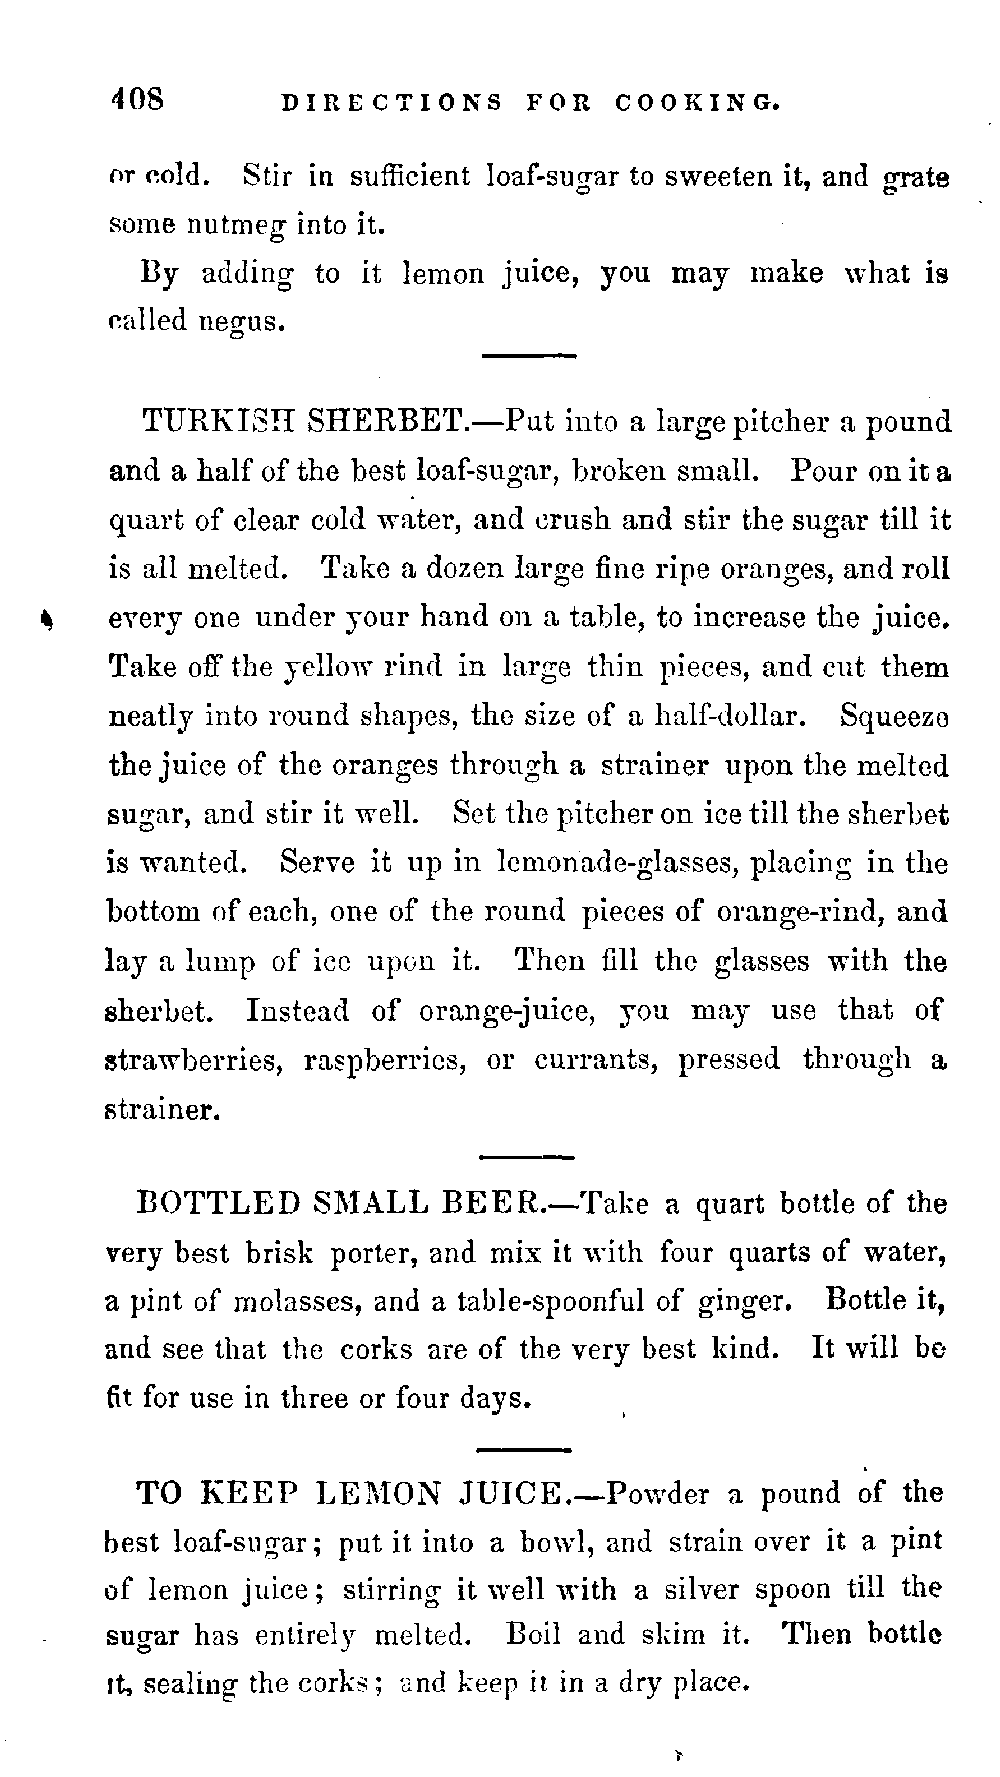 408 DIRECTIONS FOR COOKING.
or cold. Stir in sufficient loaf-sugar to sweeten it, and grate
some nutmeg into it.
By adding to it lemon juice, you may make what is
called negus.
TURKISH SHERBET.—Put into a large pitcher a pound
and a half of the best loaf-sugar, broken small. Pour on it a
quart of clear cold water, and crush and stir the sugar till it
is all melted. Take a dozen large fine ripe oranges, and roll
every one under your hand on a table, to increase the juice.
Take off the yellow rind in large thin pieces, and cut them
neatly into round shapes, the size of a half-dollar. Squeeze
the juice of the oranges through a strainer upon the melted
sugar, and stir it well. Set the pitcher on ice till the sherbet
is wanted. Serve it up in lemonade-glasses, placing in the
bottom of each, one of the round pieces of orange-rind, and
lay a lump of ice upon it. Then fill the glasses with the
sherbet. Instead of orange-juice, you may use that of
strawberries, raspberries, or currants, pressed through a
strainer.
BOTTLED SMALL BEER.—Take a quart bottle of the
very best brisk porter, and mix it with four quarts of water,
a pint of molasses, and a table-spoonful of ginger. Bottle it,
and see that the corks are of the very best kind. It will be
fit for use in three or four days.
TO KEEP LEMON JUICE.—Powder a pound of the
best loaf-sugar; put it into a bowl, and strain over it a pint
of lemon juice; stirring it well with a silver spoon till the
sugar has entirely melted. Boil and skim it. Then bottle
it, sealing the corks; and keep it in a dry place.